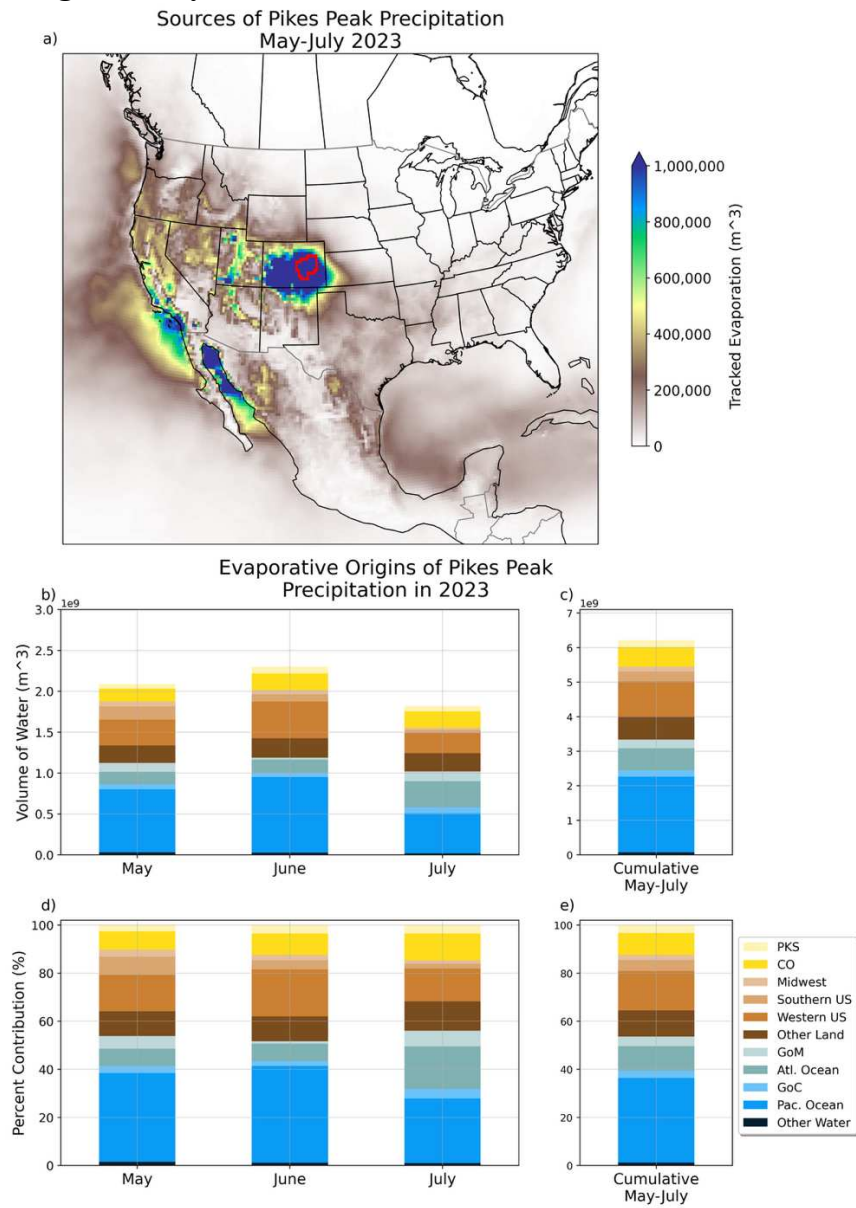 Sources of Pikes Peak Precipitation
May-July 2023
a)
1,000,000
800,000
600,000
400,000
200,000
0
Tracked Evaporation (m^3)
Evaporative Origins of Pikes Peak
Precipitation in 2023
b)
1e9
3.0
2.5
2.0
1.5
1.0
0.5
0.0
Volume of Water (m^3)
May
June
July
c)
1e9
7
6
5
4
3
2
1
0
Cumulative
May-July
d)
100
80
60
40
20
0
Percent Contribution (%)
May
June
July
e)
100
80
60
40
20
0
Cumulative
May-July
PKS
CO
Midwest
Southern US
Western US
Other Land
GoM
Atl. Ocean
GoC
Pac. Ocean
Other Water